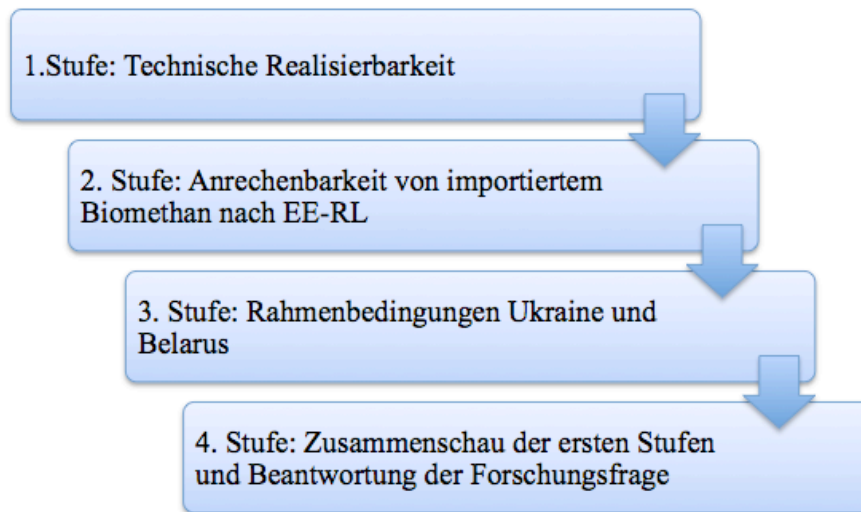 1.Stufe: Technische Realisierbarkeit
2. Stufe: Anrechenbarkeit von importiertem
Biomethan nach EE-RL
3. Stufe: Rahmenbedingungen Ukraine und
Belarus
4. Stufe: Zusammenschau der ersten Stufen
und Beantwortung der Forschungsfrage